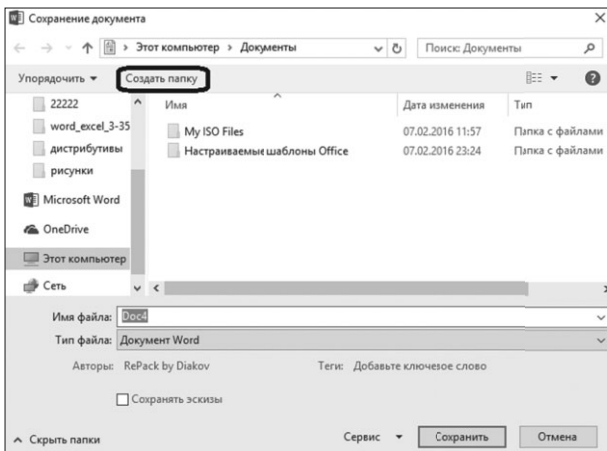 Сохранение документа
Этот компьютер > Документы
Поиск: Документы
Упорядочить
Создать папку
22222
word_excel_3-35
дистрибутивы
рисунки
Microsoft Word
OneDrive
Этот компьютер
Сеть
Имя Дата изменения Тип
My ISO Files 07.02.2016 11:57 Папка с файлами
Настраиваемые шаблоны Office 07.02.2016 23:24 Папка с файлами
Имя файла: Doc4
Тип файла: Документ Word
Авторы: RePack by Diakov Теги: Добавьте ключевое слово
Сохранять эскизы
Скрыть папки Сервис Сохранить Отмена